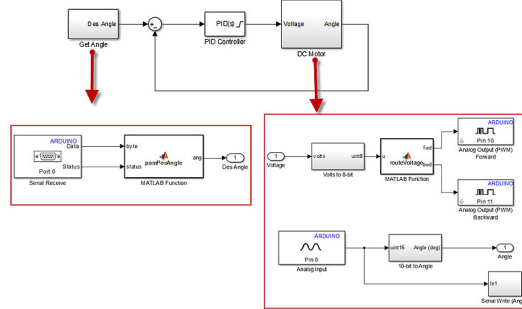 Des Angle
Get Angle
PID(s)
PID Controller
Voltage
Angle
DC Motor
ARDUINO
Data
Status
Port 0
Serial Receive
byte
status
ang
MATLAB Function
1
Des Angle
1
Voltage
volts
uint8
Volts to 8-bit
u
routeVoltage
fwd
MATLAB Function
ARDUINO
Pin 10
Analog Output (PWM)
Forward
ARDUINO
Pin 11
Analog Output (PWM)
Backward
ARDUINO
Pin 0
Analog Input
uint16
Angle (deg)
10-bit to Angle
1
Angle
In1
Serial Write (Ang